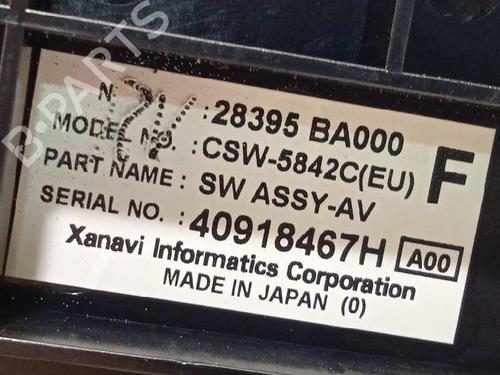 B-PARTS
N :28395 BA000
MODEL NO. :CSW-5842C(EU) F
PART NAME : SW ASSY-AV
SERIAL NO. : 40918467H A00
Xanavi Informatics Corporation
MADE IN JAPAN (0)